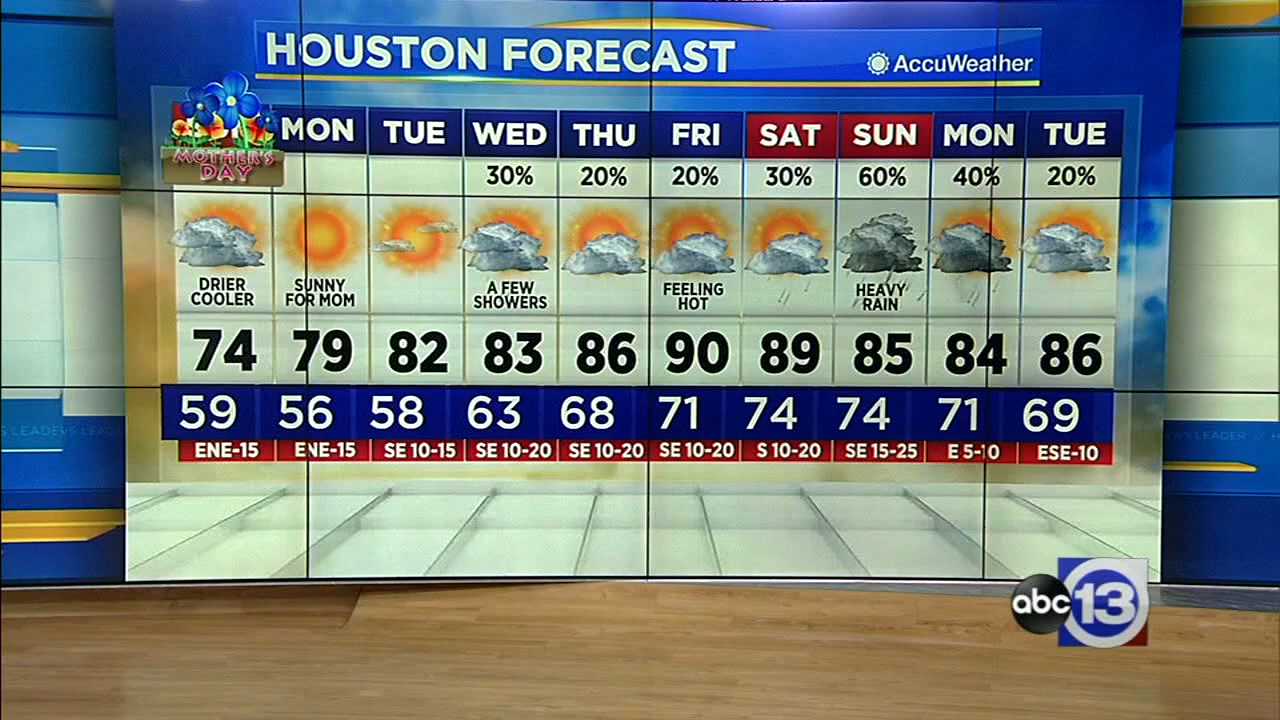 HOUSTON FORECAST
AccuWeather
MOTHER'S
DAY
MON TUE WED THU FRI SAT SUN MON TUE
30% 20% 20% 30% 60% 40% 20%
DRIER
COOLER
SUNNY
FOR MOM
A FEW
SHOWERS
FEELING
HOT
HEAVY
RAIN
74 79 82 83 86 90 89 85 84 86
59 56 58 63 68 71 74 74 71 69
ENE-15 ENE-15 SE 10-15 SE 10-20 SE 10-20 SE 10-20 S 10-20 SE 15-25 E 5-10 ESE-10
LEADERS
LEADER
abc 13